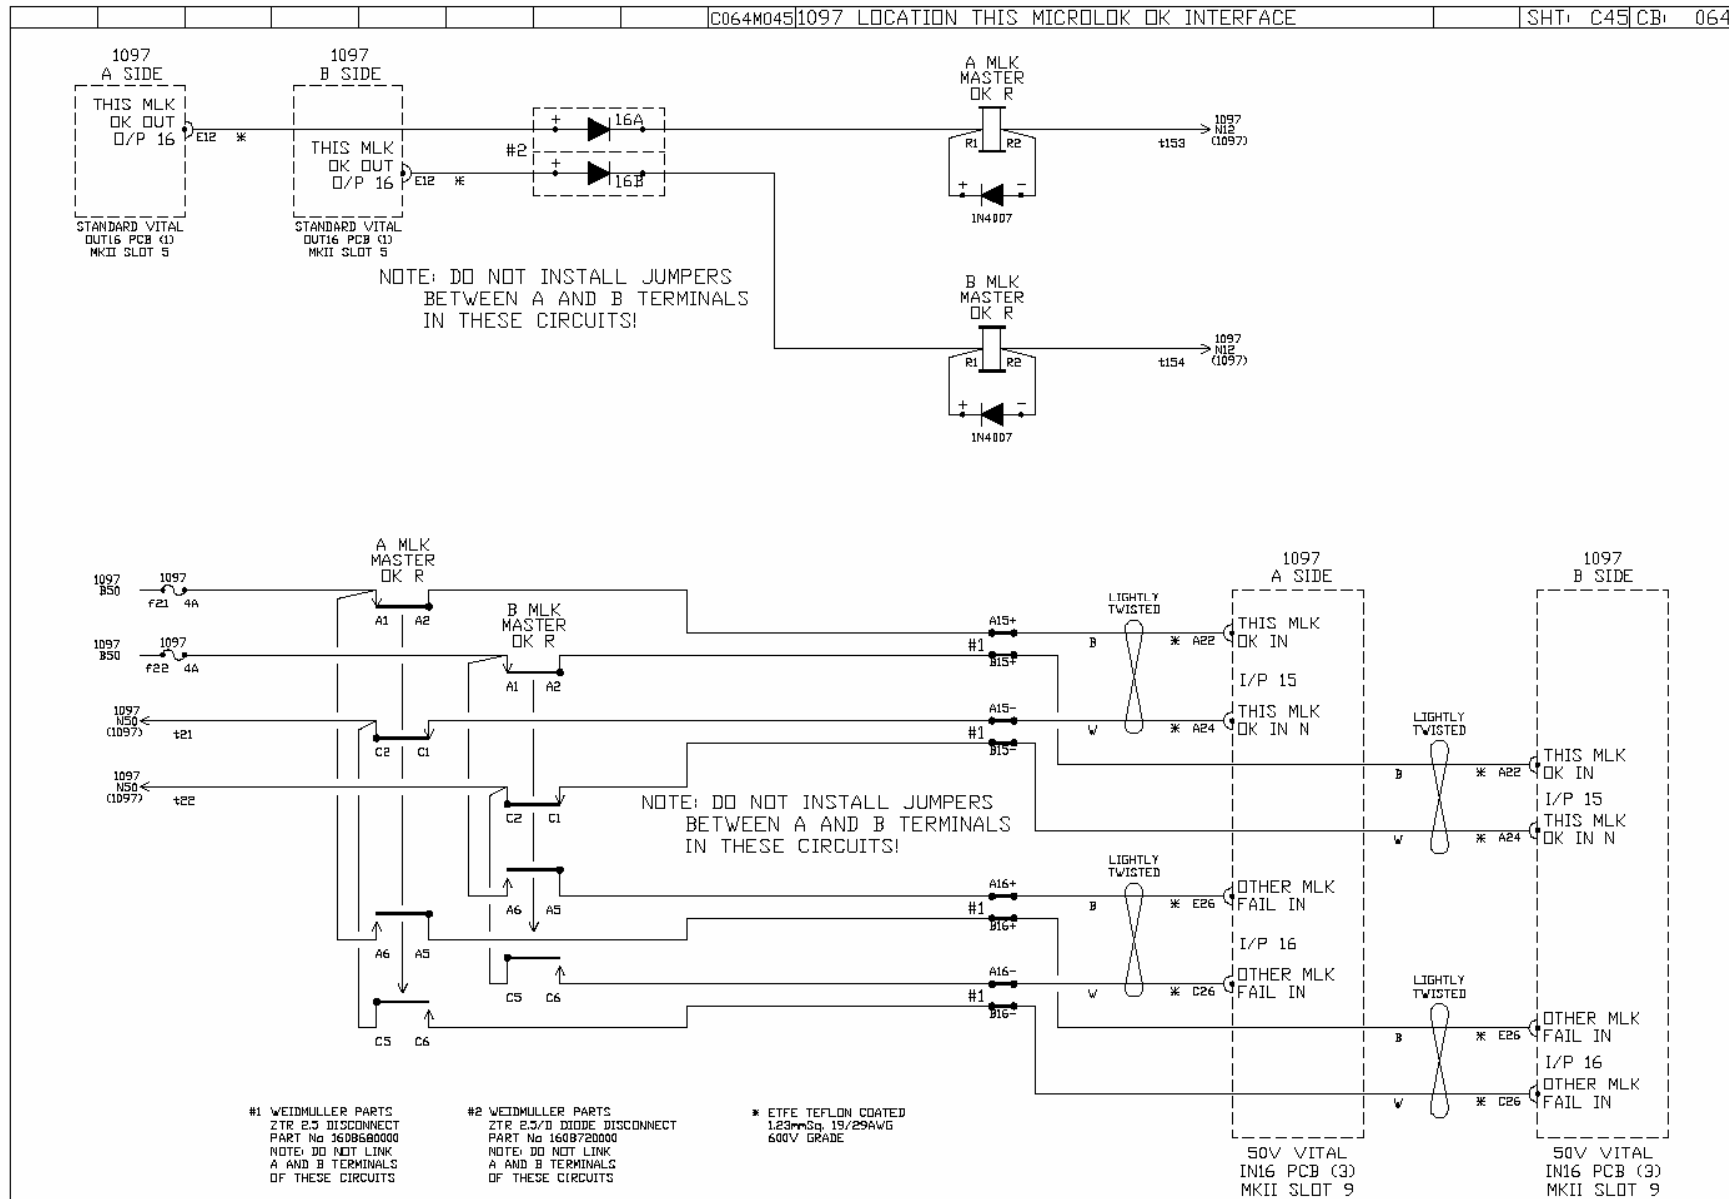 C064M045 1097 LOCATION THIS MICROLOK OK INTERFACE SHT: C45 CB: 064
1097
A SIDE
THIS MLK
OK OUT
O/P 16
E12 *
STANDARD VITAL
OUT16 PCB (1)
MKII SLOT 5
1097
B SIDE
THIS MLK
OK OUT
O/P 16
E12 *
STANDARD VITAL
OUT16 PCB (1)
MKII SLOT 5
#2
+ 16A
+ 16B
A MLK
MASTER
OK R
R1 R2
+ -
1N4007
t153
1097
N12
(1097)
NOTE: DO NOT INSTALL JUMPERS
BETWEEN A AND B TERMINALS
IN THESE CIRCUITS!
B MLK
MASTER
OK R
R1 R2
+ -
1N4007
t154
1097
N12
(1097)
1097
B50
1097
f21 4A
1097
B50
1097
f22 4A
1097
N50
(1097)
t21
1097
N50
(1097)
t22
A MLK
MASTER
OK R
A1 A2
B MLK
MASTER
OK R
A1 A2
C2 C1
C2 C1
A6 A5
A6 A5
C5 C6
C5 C6
NOTE: DO NOT INSTALL JUMPERS
BETWEEN A AND B TERMINALS
IN THESE CIRCUITS!
A15+
#1
B15+
A15-
#1
B15-
A16+
#1
B16+
A16-
#1
B16-
LIGHTLY
TWISTED
B * A22
W * A24
LIGHTLY
TWISTED
B * E26
W * C26
1097
A SIDE
THIS MLK
OK IN
I/P 15
THIS MLK
OK IN N
OTHER MLK
FAIL IN
I/P 16
OTHER MLK
FAIL IN
50V VITAL
IN16 PCB (3)
MKII SLOT 9
LIGHTLY
TWISTED
B * A22
W * A24
LIGHTLY
TWISTED
B * E26
W * C26
1097
B SIDE
THIS MLK
OK IN
I/P 15
THIS MLK
OK IN N
OTHER MLK
FAIL IN
I/P 16
OTHER MLK
FAIL IN
50V VITAL
IN16 PCB (3)
MKII SLOT 9
#1 WEIDMULLER PARTS
ZTR 2.5 DISCONNECT
PART No 1608680000
NOTE: DO NOT LINK
A AND B TERMINALS
OF THESE CIRCUITS
#2 WEIDMULLER PARTS
ZTR 2.5/D DIODE DISCONNECT
PART No 1608720000
NOTE: DO NOT LINK
A AND B TERMINALS
OF THESE CIRCUITS
* ETFE TEFLON COATED
1.23mmSq. 19/29AWG
600V GRADE